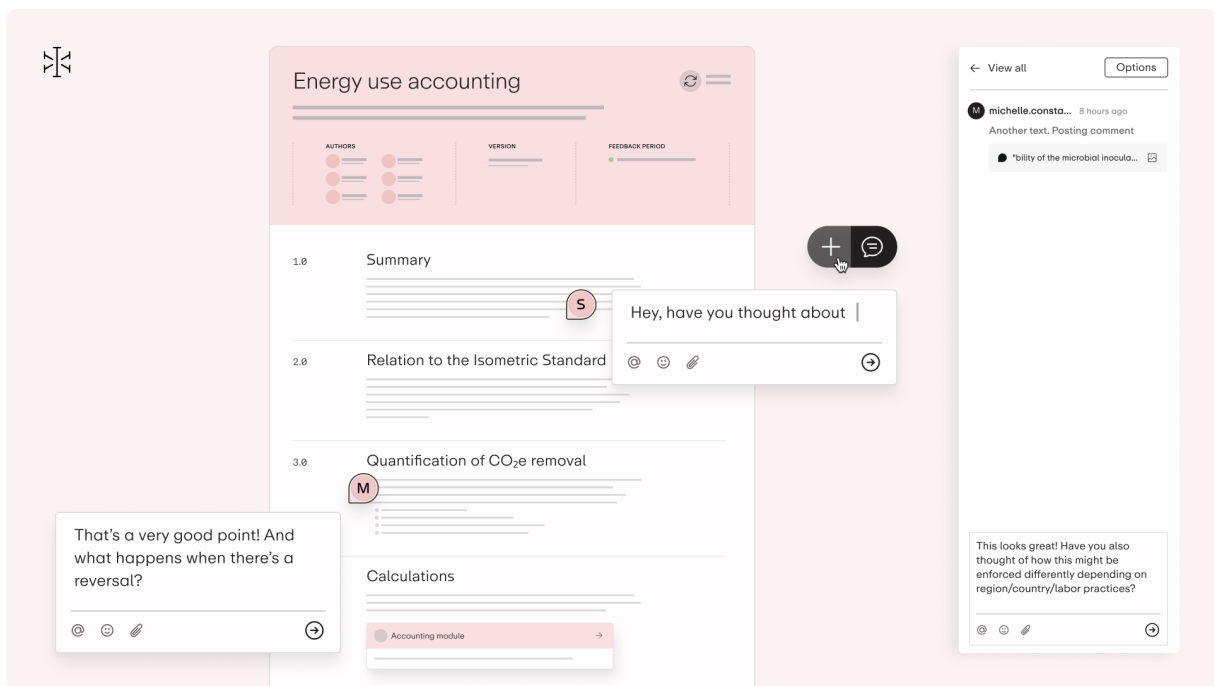 Energy use accounting
AUTHORS
VERSION
FEEDBACK PERIOD
1.0
Summary
S
Hey, have you thought about
2.0
Relation to the Isometric Standard
3.0
Quantification of CO₂e removal
M
That's a very good point! And
what happens when there's a
reversal?
Calculations
Accounting module
View all
Options
M
michelle.consta... 8 hours ago
Another text. Posting comment
"bility of the microbial inocula...
This looks great! Have you also
thought of how this might be
enforced differently depending on
region/country/labor practices?